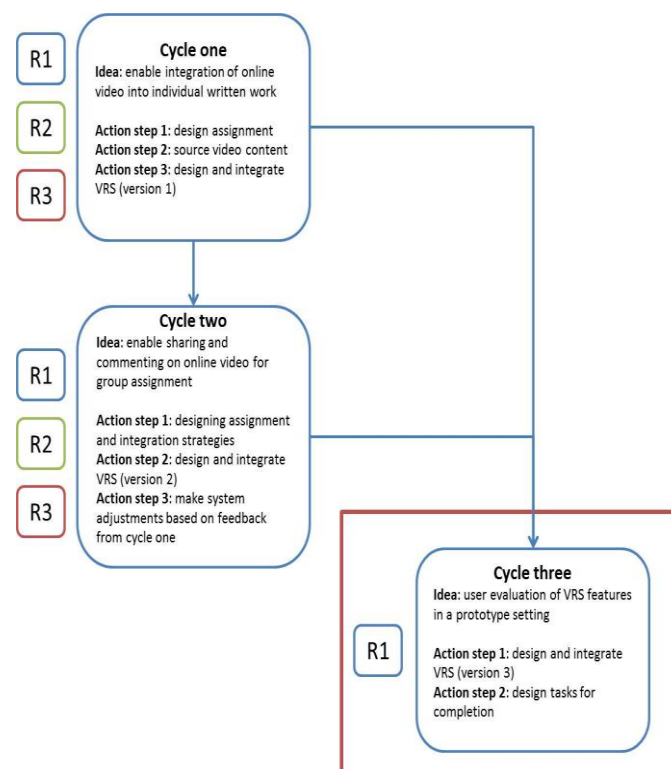 R1
R2
R3
Cycle one
Idea: enable integration of online
video into individual written work
Action step 1: design assignment
Action step 2: source video content
Action step 3: design and integrate
VRS (version 1)
R1
R2
R3
Cycle two
Idea: enable sharing and
commenting on online video for
group assignment
Action step 1: designing assignment
and integration strategies
Action step 2: design and integrate
VRS (version 2)
Action step 3: make system
adjustments based on feedback
from cycle one
R1
Cycle three
Idea: user evaluation of VRS features
in a prototype setting
Action step 1: design and integrate
VRS (version 3)
Action step 2: design tasks for
completion